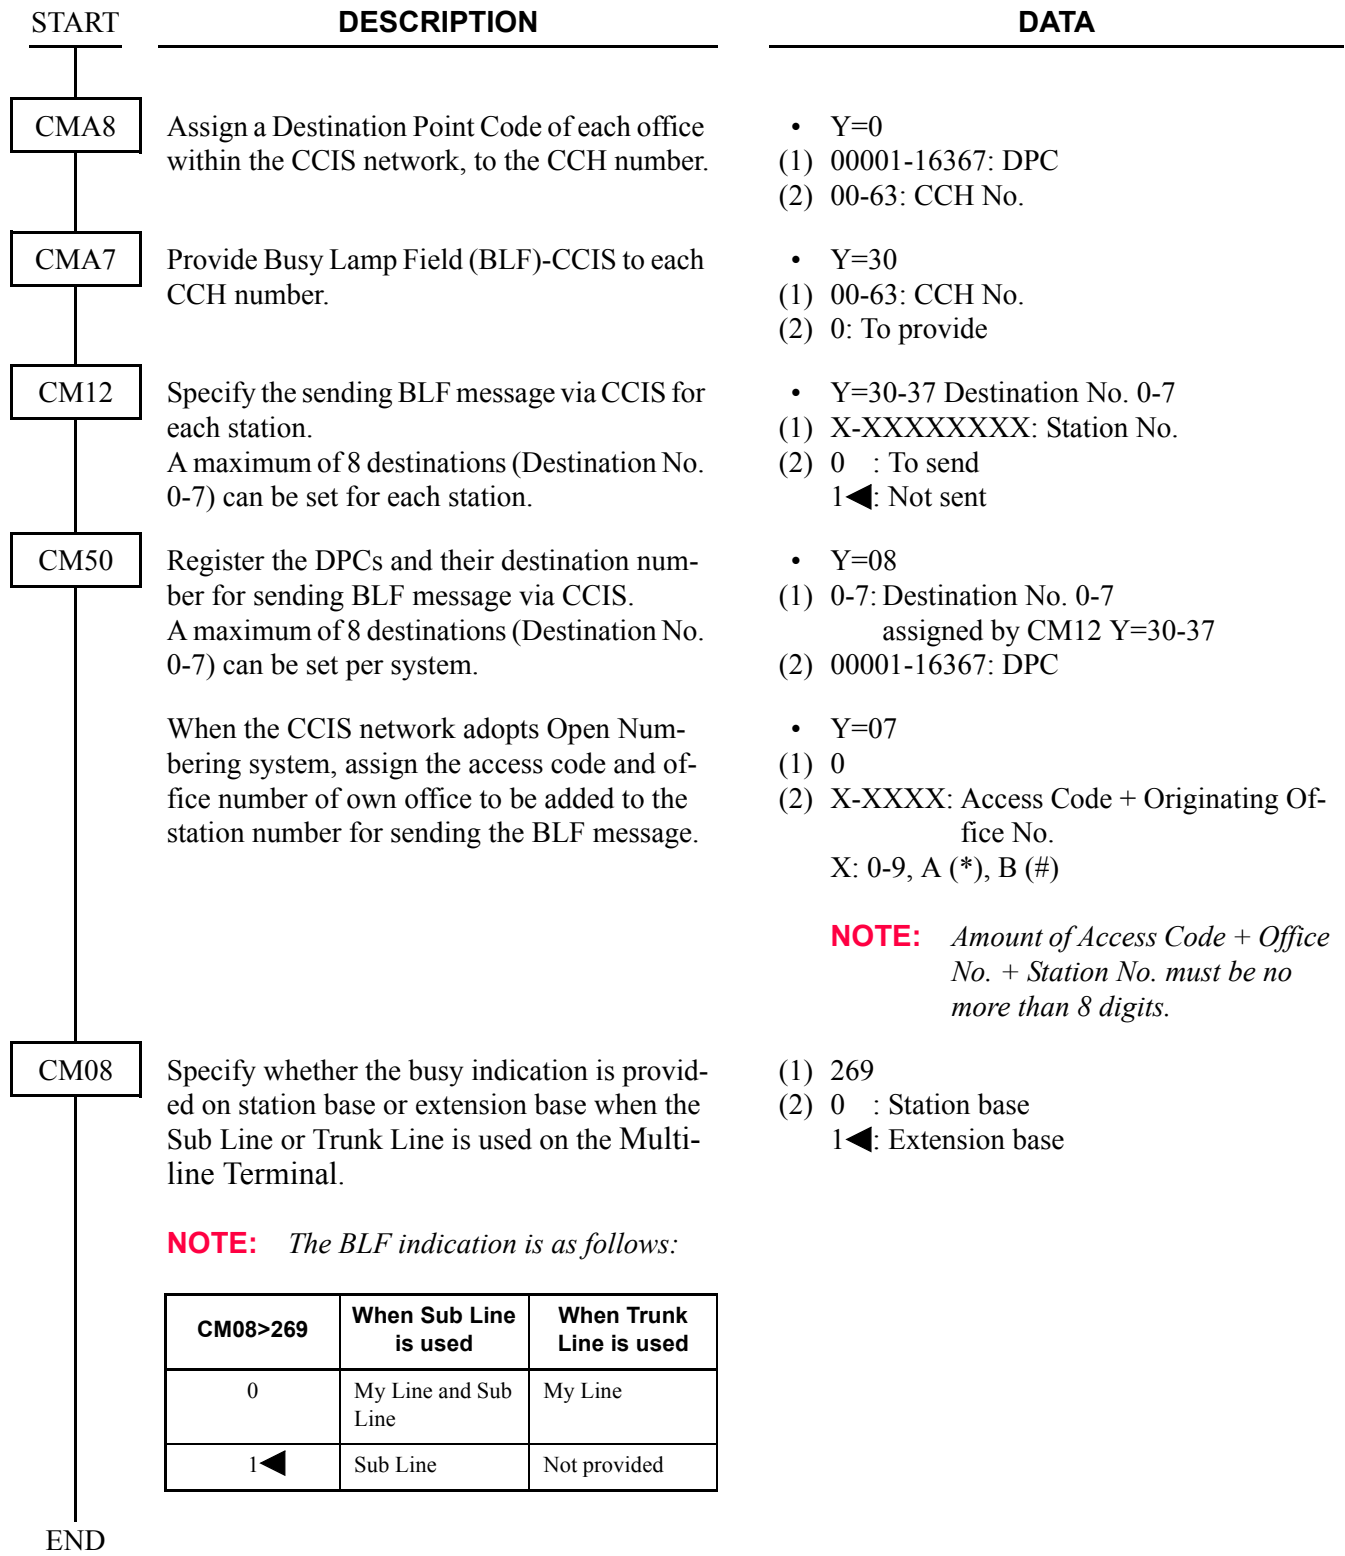 START DESCRIPTION DATA
CMA8
Assign a Destination Point Code of each office
within the CCIS network, to the CCH number.
• Y=0
(1) 00001-16367: DPC
(2) 00-63: CCH No.
CMA7
Provide Busy Lamp Field (BLF)-CCIS to each
CCH number.
• Y=30
(1) 00-63: CCH No.
(2) 0: To provide
CM12
Specify the sending BLF message via CCIS for
each station.
A maximum of 8 destinations (Destination No.
0-7) can be set for each station.
• Y=30-37 Destination No. 0-7
(1) X-XXXXXXXX: Station No.
(2) 0 : To send
1◀: Not sent
CM50
Register the DPCs and their destination num-
ber for sending BLF message via CCIS.
A maximum of 8 destinations (Destination No.
0-7) can be set per system.
• Y=08
(1) 0-7: Destination No. 0-7
assigned by CM12 Y=30-37
(2) 00001-16367: DPC
When the CCIS network adopts Open Num-
bering system, assign the access code and of-
fice number of own office to be added to the
station number for sending the BLF message.
• Y=07
(1) 0
(2) X-XXXX: Access Code + Originating Of-
fice No.
X: 0-9, A (*), B (#)
NOTE: Amount of Access Code + Office
No. + Station No. must be no
more than 8 digits.
CM08
Specify whether the busy indication is provid-
ed on station base or extension base when the
Sub Line or Trunk Line is used on the Multi-
line Terminal.
(1) 269
(2) 0 : Station base
1◀: Extension base
NOTE: The BLF indication is as follows:
CM08>269
When Sub Line
is used
When Trunk
Line is used
0
My Line and Sub
Line
My Line
1◀
Sub Line
Not provided
END